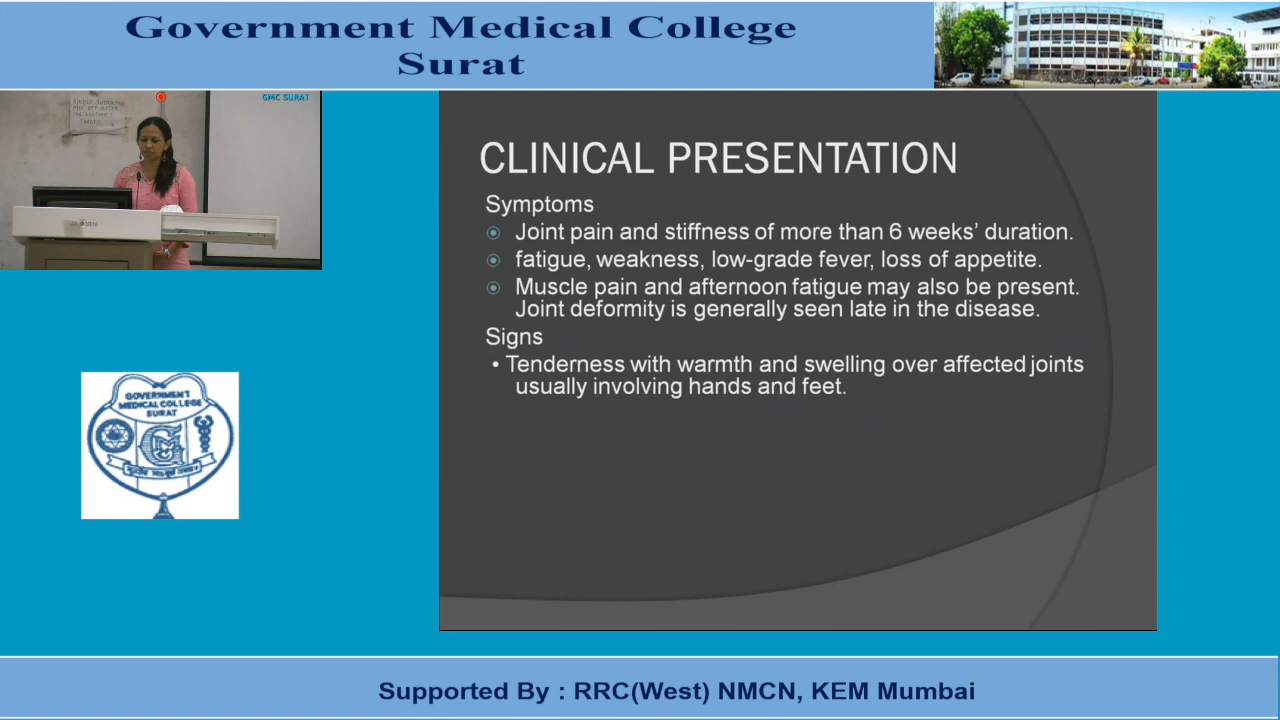 Government Medical College
Surat
GMC SURAT
CLINICAL PRESENTATION
Symptoms
Joint pain and stiffness of more than 6 weeks’ duration.
fatigue, weakness, low-grade fever, loss of appetite.
Muscle pain and afternoon fatigue may also be present.
Joint deformity is generally seen late in the disease.
Signs
• Tenderness with warmth and swelling over affected joints
usually involving hands and feet.
GOVERNMENT
MEDICAL COLLEGE
SURAT
Supported By : RRC(West) NMCN, KEM Mumbai